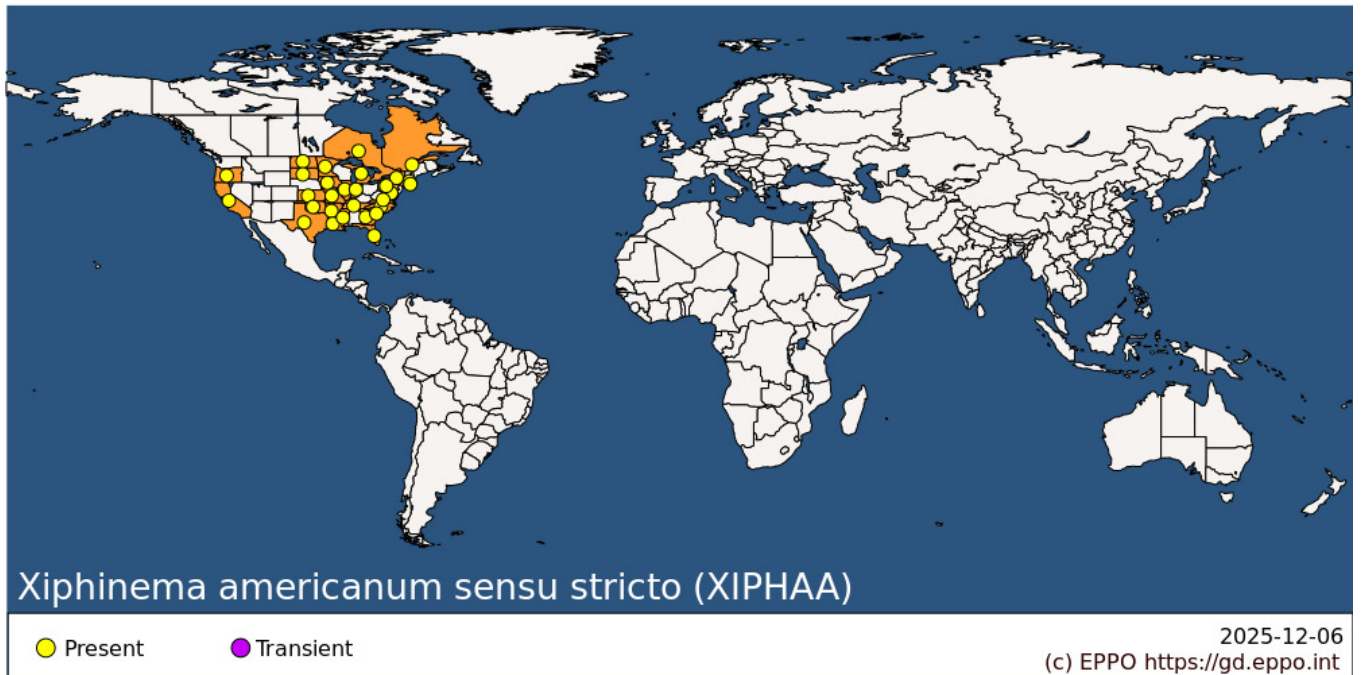 Xiphinema americanum sensu stricto (XIPHAA)
Present
Transient
2025-12-06
(c) EPPO https://gd.eppo.int